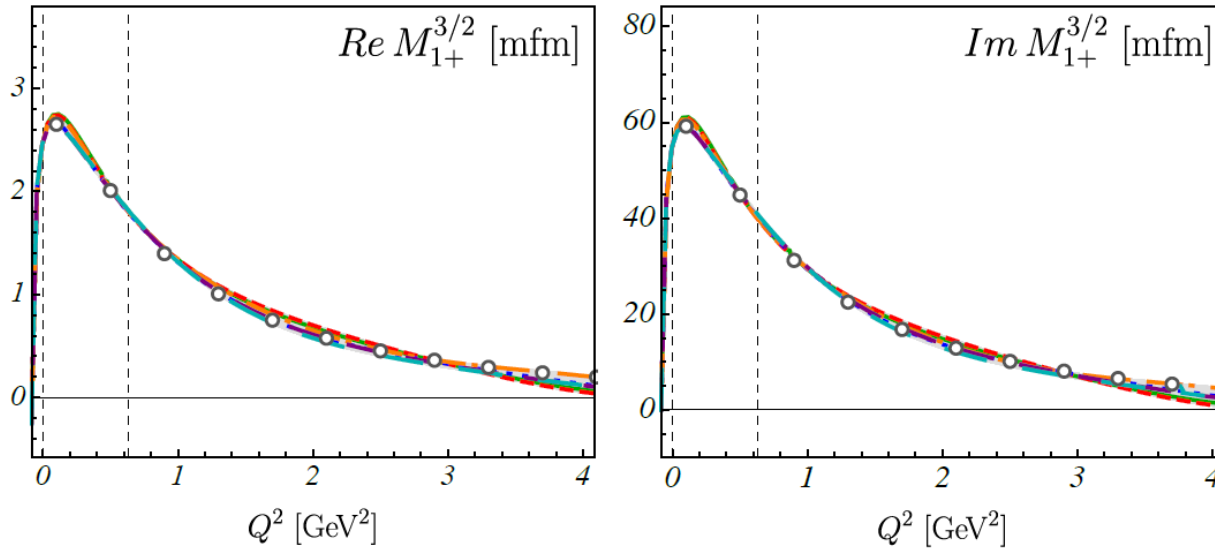 Re M_{1+}^{3/2} [mfm]
3
2
1
0
0 1 2 3 4
Q^2 [GeV^2]
Im M_{1+}^{3/2} [mfm]
80
60
40
20
0
0 1 2 3 4
Q^2 [GeV^2]